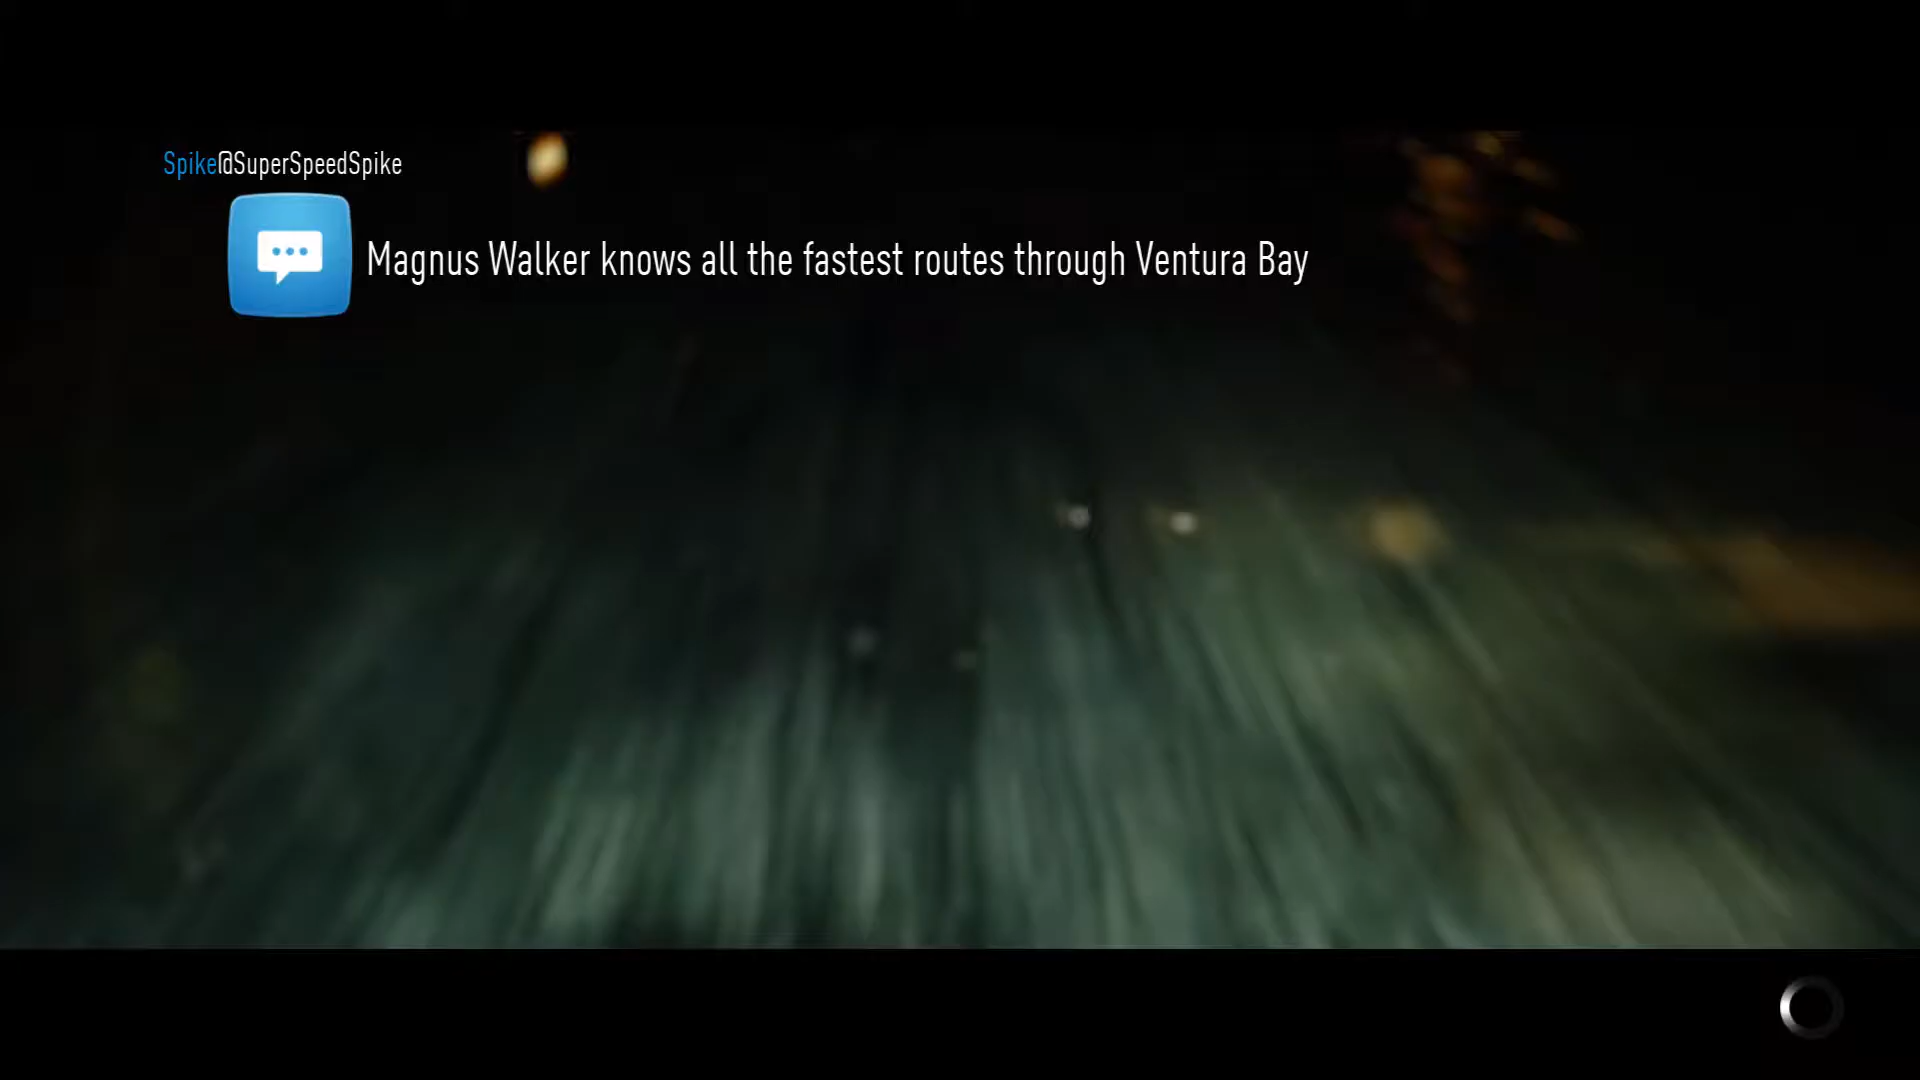 Spike@SuperSpeedSpike
Magnus Walker knows all the fastest routes through Ventura Bay